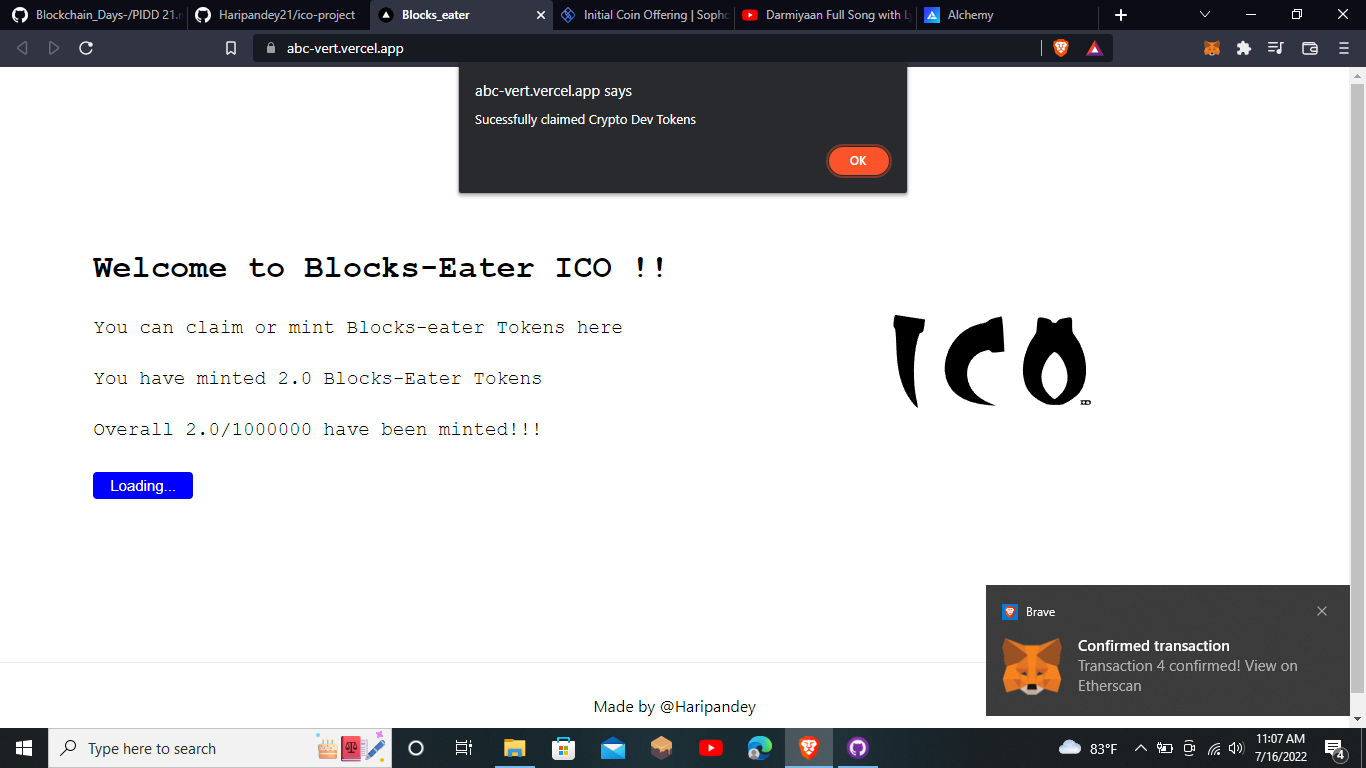 Blockchain_Days-/PIDD 21.
Haripandey21/ico-project
Blocks_eater
Initial Coin Offering | Soph
Darmiyaan Full Song with L
Alchemy
abc-vert.vercel.app
abc-vert.vercel.app says
Sucessfully claimed Crypto Dev Tokens
OK
Welcome to Blocks-Eater ICO !!
You can claim or mint Blocks-eater Tokens here
You have minted 2.0 Blocks-Eater Tokens
Overall 2.0/1000000 have been minted!!!
Loading...
ICO
Brave
Confirmed transaction
Transaction 4 confirmed! View on
Etherscan
Made by @Haripandey
Type here to search
83°F
11:07 AM
7/16/2022
4